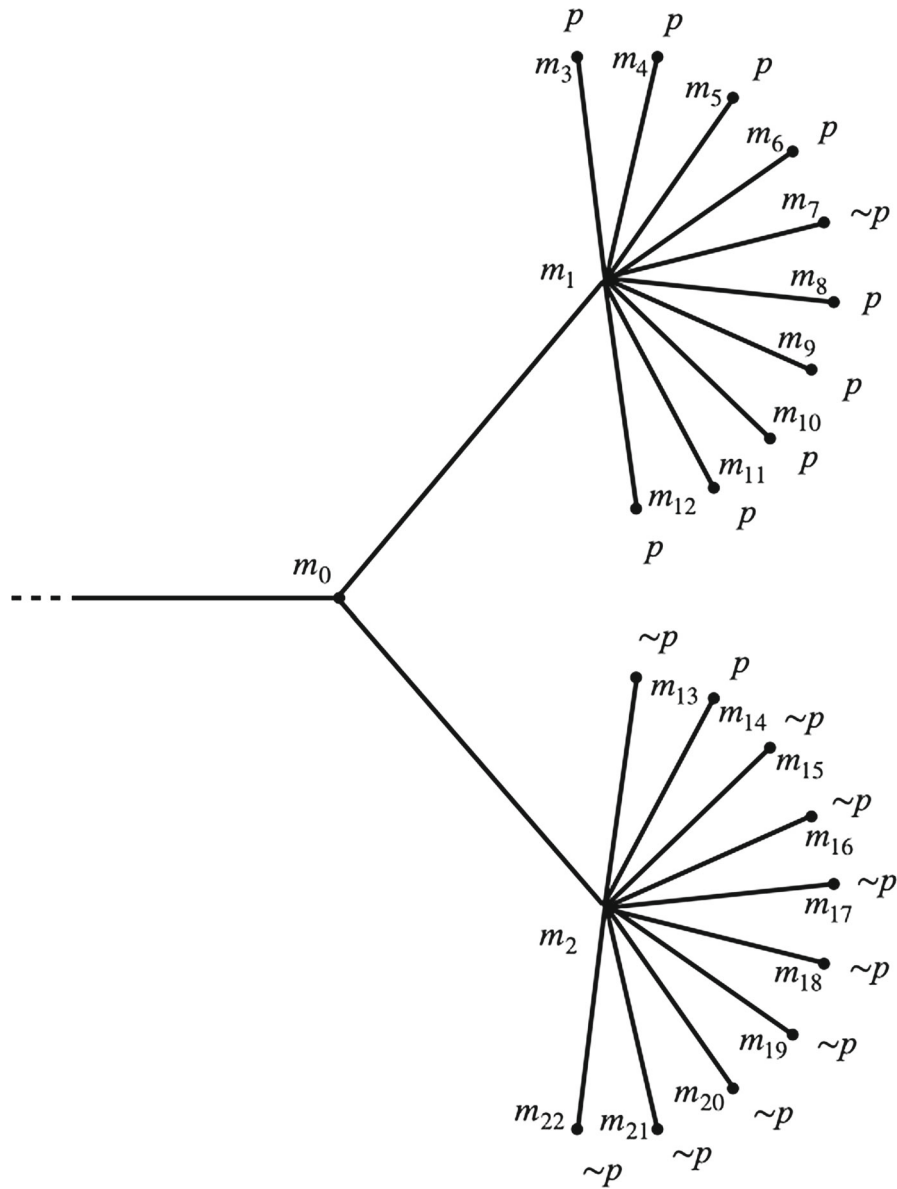 p
p
m₃
m₄
p
m₅
p
m₆
m₇ ~p
m₈
p
m₉
p
m₁₀
p
m₁
m₁₁
p
m₁₂
p
m₀
~p
m₁₃
p
m₁₄
~p
m₁₅
~p
m₁₆
~p
m₁₇
m₂
~p
m₁₈
m₁₉ ~p
m₂₀
~p
m₂₂
m₂₁
~p
~p